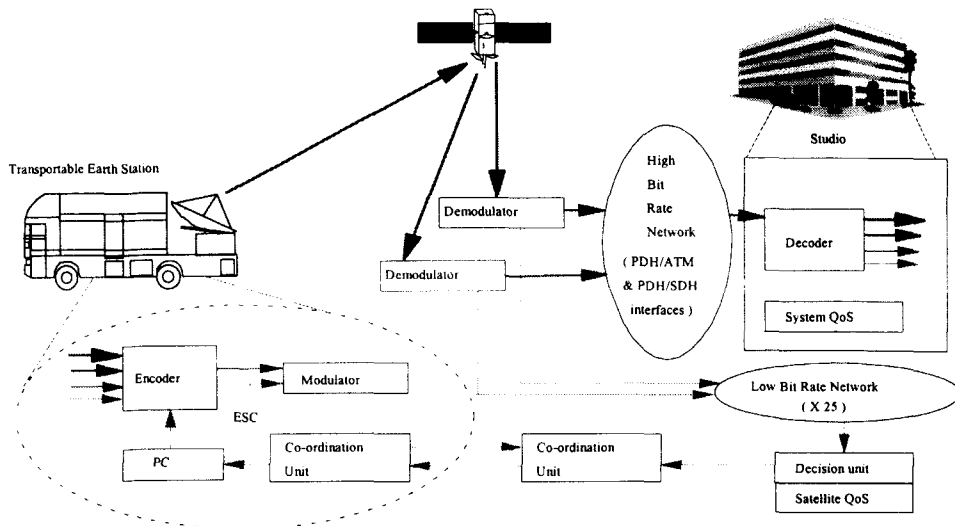 Studio
Transportable Earth Station
High
Bit
Rate
Network
( PDH/ATM
& PDH/SDH
interfaces )
Demodulator
Demodulator
Decoder
System QoS
Encoder
Modulator
ESC
PC
Co-ordination
Unit
Co-ordination
Unit
Low Bit Rate Network
( X 25 )
Decision unit
Satellite QoS